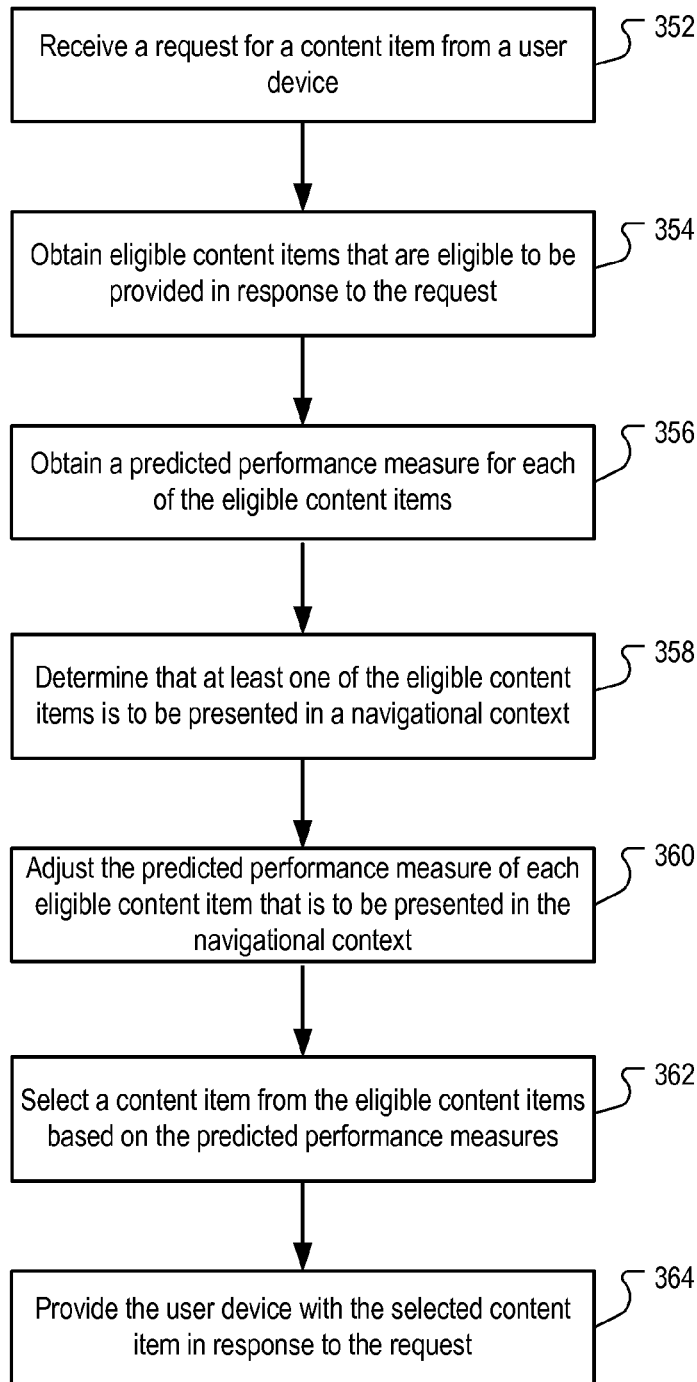 Receive a request for a content item from a user
device
352
Obtain eligible content items that are eligible to be
provided in response to the request
354
Obtain a predicted performance measure for each
of the eligible content items
356
Determine that at least one of the eligible content
items is to be presented in a navigational context
358
Adjust the predicted performance measure of each
eligible content item that is to be presented in the
navigational context
360
Select a content item from the eligible content items
based on the predicted performance measures
362
Provide the user device with the selected content
item in response to the request
364